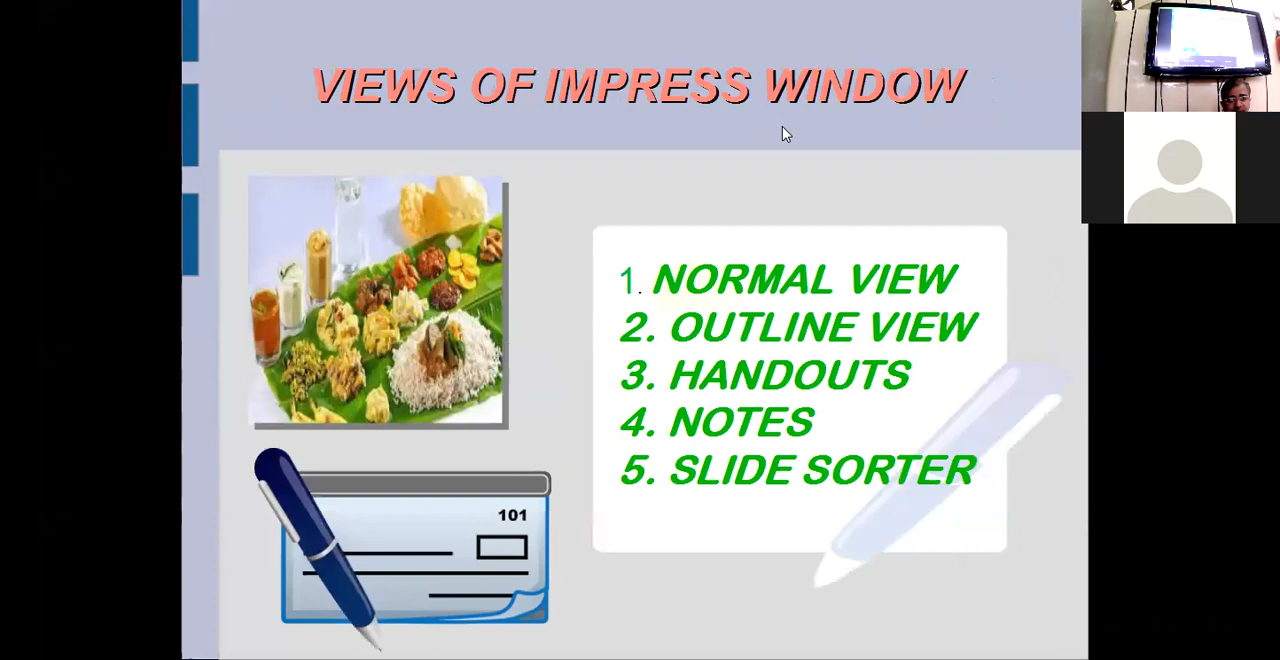 VIEWS OF IMPRESS WINDOW
1. NORMAL VIEW
2. OUTLINE VIEW
3. HANDOUTS
4. NOTES
5. SLIDE SORTER
101